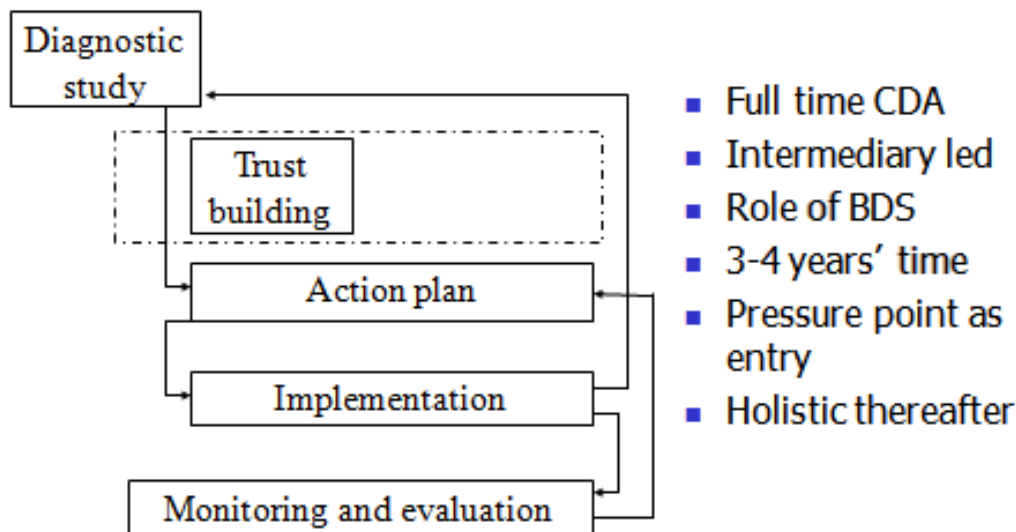 Diagnostic
study
Trust
building
Action plan
Implementation
Monitoring and evaluation
Full time CDA
Intermediary led
Role of BDS
3-4 years’ time
Pressure point as
entry
Holistic thereafter